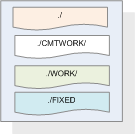 ./
./CMTWORK/
./WORK/
./FIXED